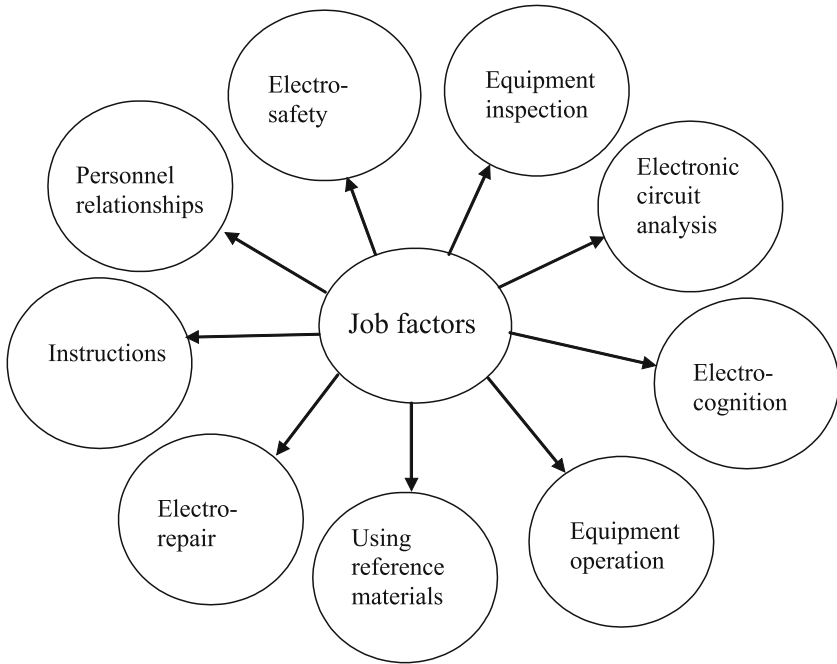 Electro-
safety
Equipment
inspection
Electronic
circuit
analysis
Personnel
relationships
Job factors
Instructions
Electro-
cognition
Electro-
repair
Using
reference
materials
Equipment
operation